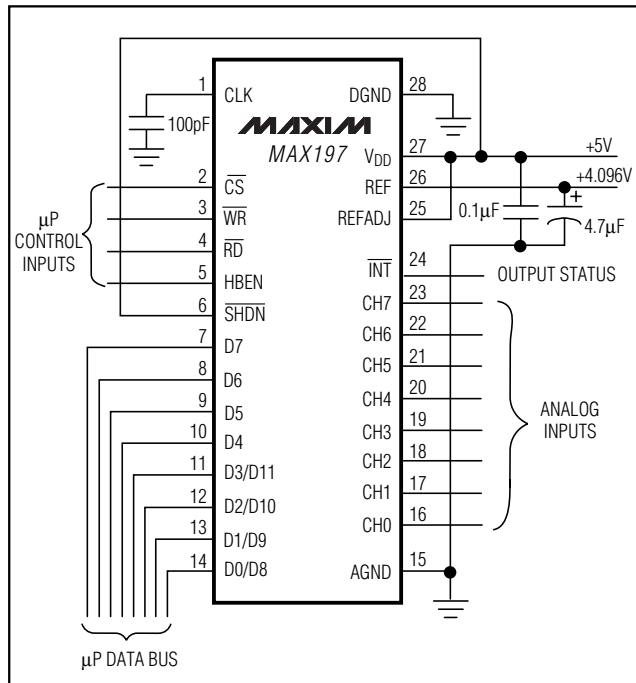 1 CLK
100pF
DGND 28
MAXIM
MAX197
VDD 27
+5V
REF 26
+4.096V
REFADJ 25
0.1µF
+
4.7µF
µP
CONTROL
INPUTS
2 CS
3 WR
4 RD
5 HBEN
6 SHDN
INT 24
OUTPUT STATUS
7 D7
8 D6
9 D5
10 D4
11 D3/D11
12 D2/D10
13 D1/D9
14 D0/D8
CH7 23
CH6 22
CH5 21
CH4 20
CH3 19
CH2 18
CH1 17
CH0 16
ANALOG
INPUTS
AGND 15
µP DATA BUS